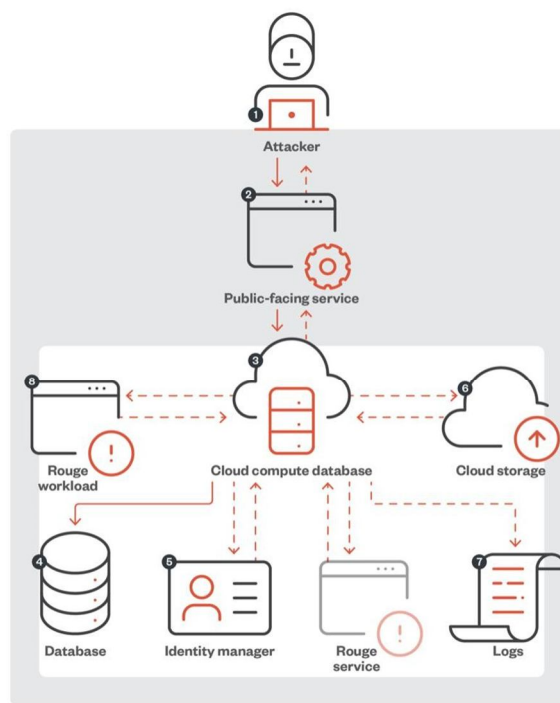 1
Attacker
2
Public-facing service
3
8
6
Rouge
workload
Cloud compute database
Cloud storage
4
5
7
Database
Identity manager
Rouge
service
Logs